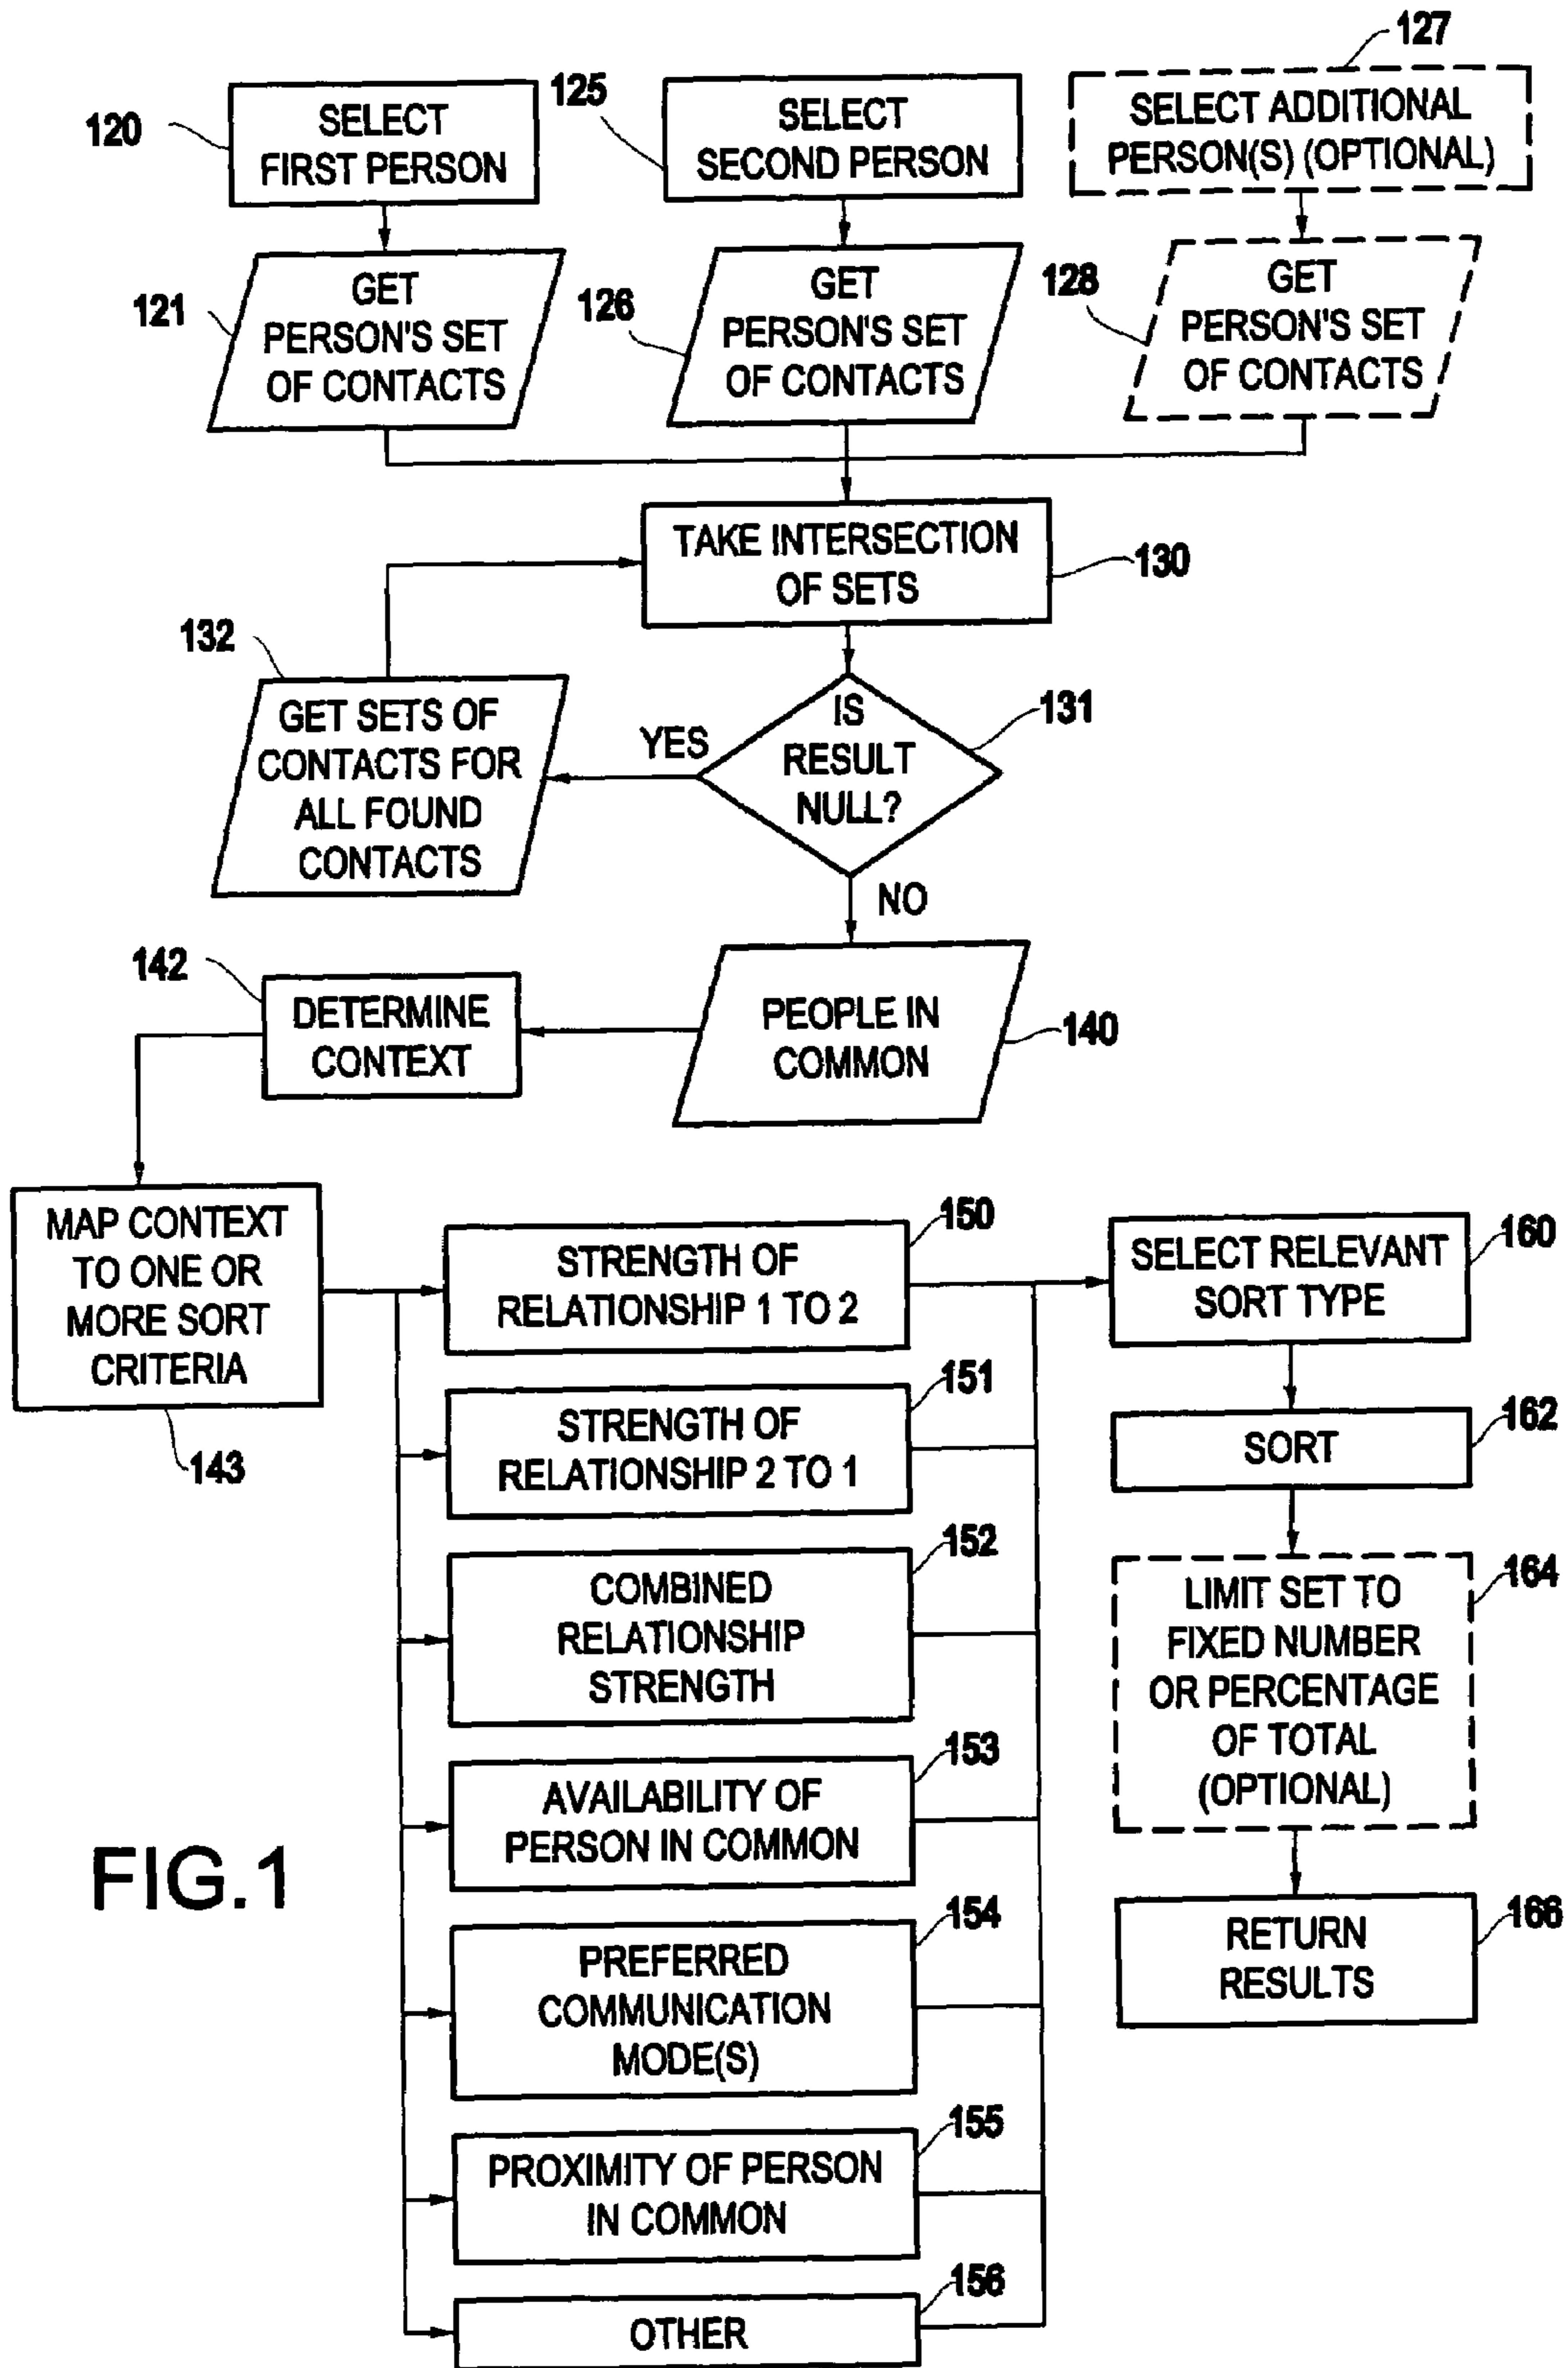 127
120
SELECT
FIRST PERSON
125
SELECT
SECOND PERSON
SELECT ADDITIONAL
PERSON(S) (OPTIONAL)
121
GET
PERSON'S SET
OF CONTACTS
126
GET
PERSON'S SET
OF CONTACTS
128
GET
PERSON'S SET
OF CONTACTS
TAKE INTERSECTION
OF SETS
130
132
GET SETS OF
CONTACTS FOR
ALL FOUND
CONTACTS
YES
IS
RESULT
NULL?
131
NO
142
DETERMINE
CONTEXT
PEOPLE IN
COMMON
140
MAP CONTEXT
TO ONE OR
MORE SORT
CRITERIA
143
STRENGTH OF
RELATIONSHIP 1 TO 2
150
STRENGTH OF
RELATIONSHIP 2 TO 1
151
COMBINED
RELATIONSHIP
STRENGTH
152
AVAILABILITY OF
PERSON IN COMMON
153
PREFERRED
COMMUNICATION
MODE(S)
154
PROXIMITY OF PERSON
IN COMMON
155
OTHER
156
SELECT RELEVANT
SORT TYPE
160
SORT
162
LIMIT SET TO
FIXED NUMBER
OR PERCENTAGE
OF TOTAL
(OPTIONAL)
164
RETURN
RESULTS
166
FIG.1